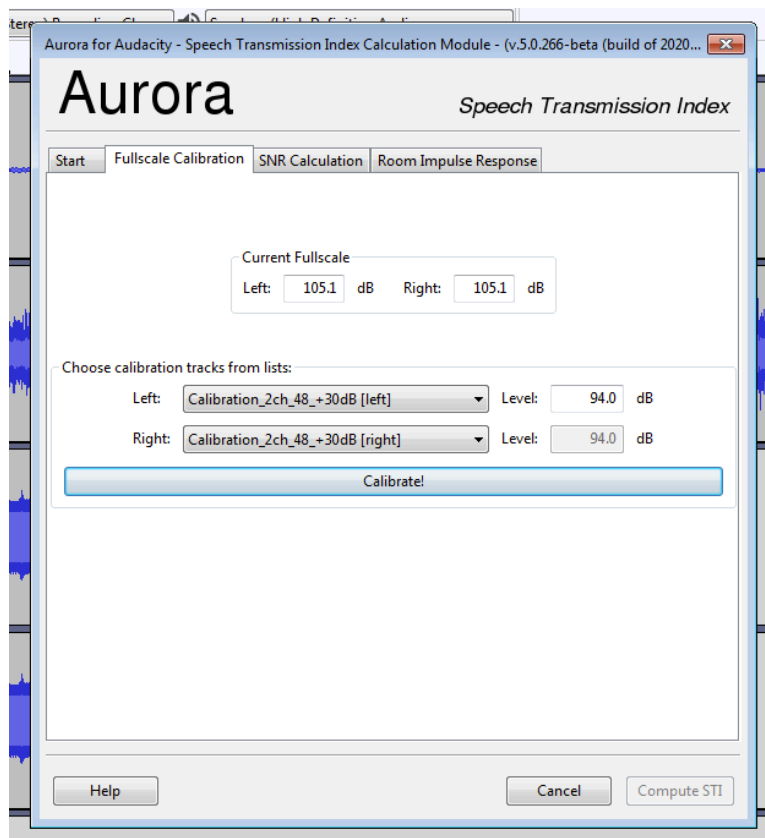 Aurora for Audacity - Speech Transmission Index Calculation Module - (v.5.0.266-beta (build of 2020...
Aurora
Speech Transmission Index
Start Fullscale Calibration SNR Calculation Room Impulse Response
Current Fullscale
Left: 105.1 dB Right: 105.1 dB
Choose calibration tracks from lists:
Left: Calibration_2ch_48_+30dB [left] Level: 94.0 dB
Right: Calibration_2ch_48_+30dB [right] Level: 94.0 dB
Calibrate!
Help Cancel Compute STI